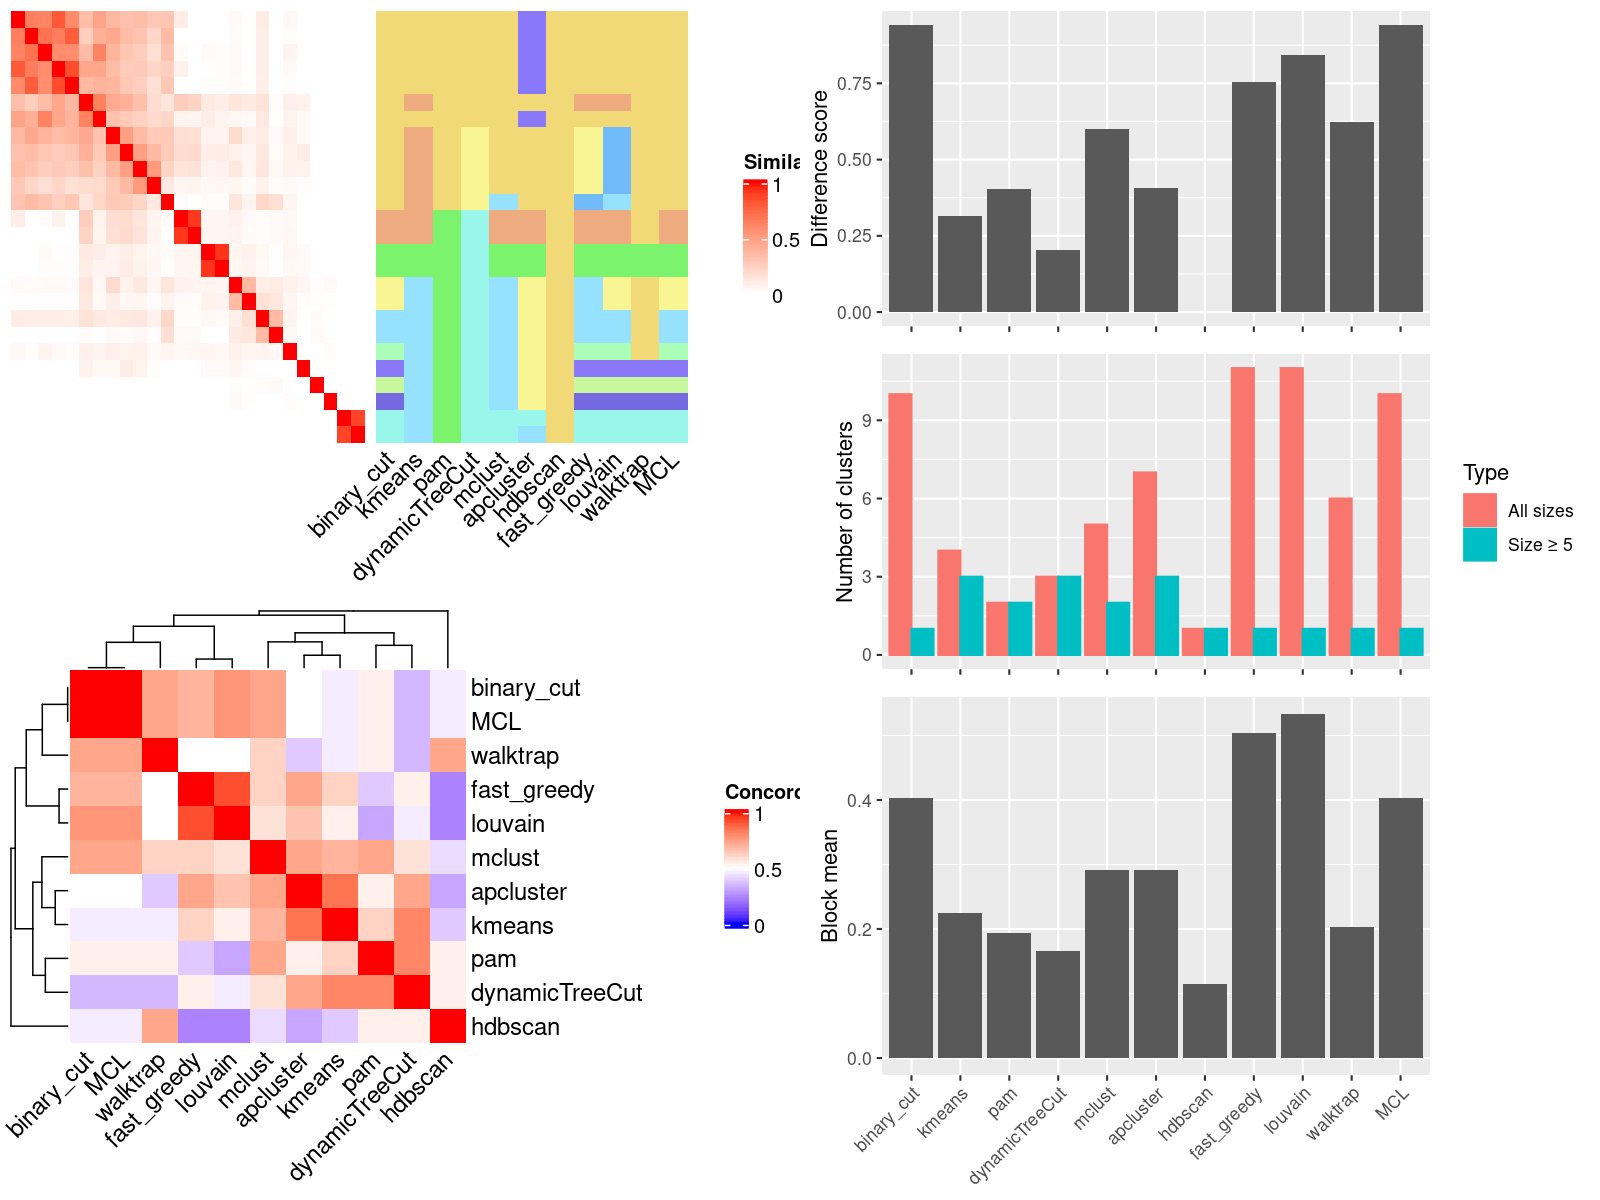 Simila
1
0.5
0
binary_cut
kmeans
pam
dynamicTreeCut
mclust
apcluster
hdbscan
fast_greedy
louvain
walktrap
MCL
binary_cut
MCL
walktrap
fast_greedy
louvain
mclust
apcluster
kmeans
pam
dynamicTreeCut
hdbscan
binary_cut
MCL
walktrap
fast_greedy
louvain
mclust
apcluster
kmeans
pam
dynamicTreeCut
hdbscan
Concord
1
0.5
0
Difference score
0.75
0.50
0.25
0.00
Number of clusters
9
6
3
0
Type
All sizes
Size ≥ 5
Block mean
0.4
0.2
0.0
binary_cut
kmeans
pam
dynamicTreeCut
mclust
apcluster
hdbscan
fast_greedy
louvain
walktrap
MCL